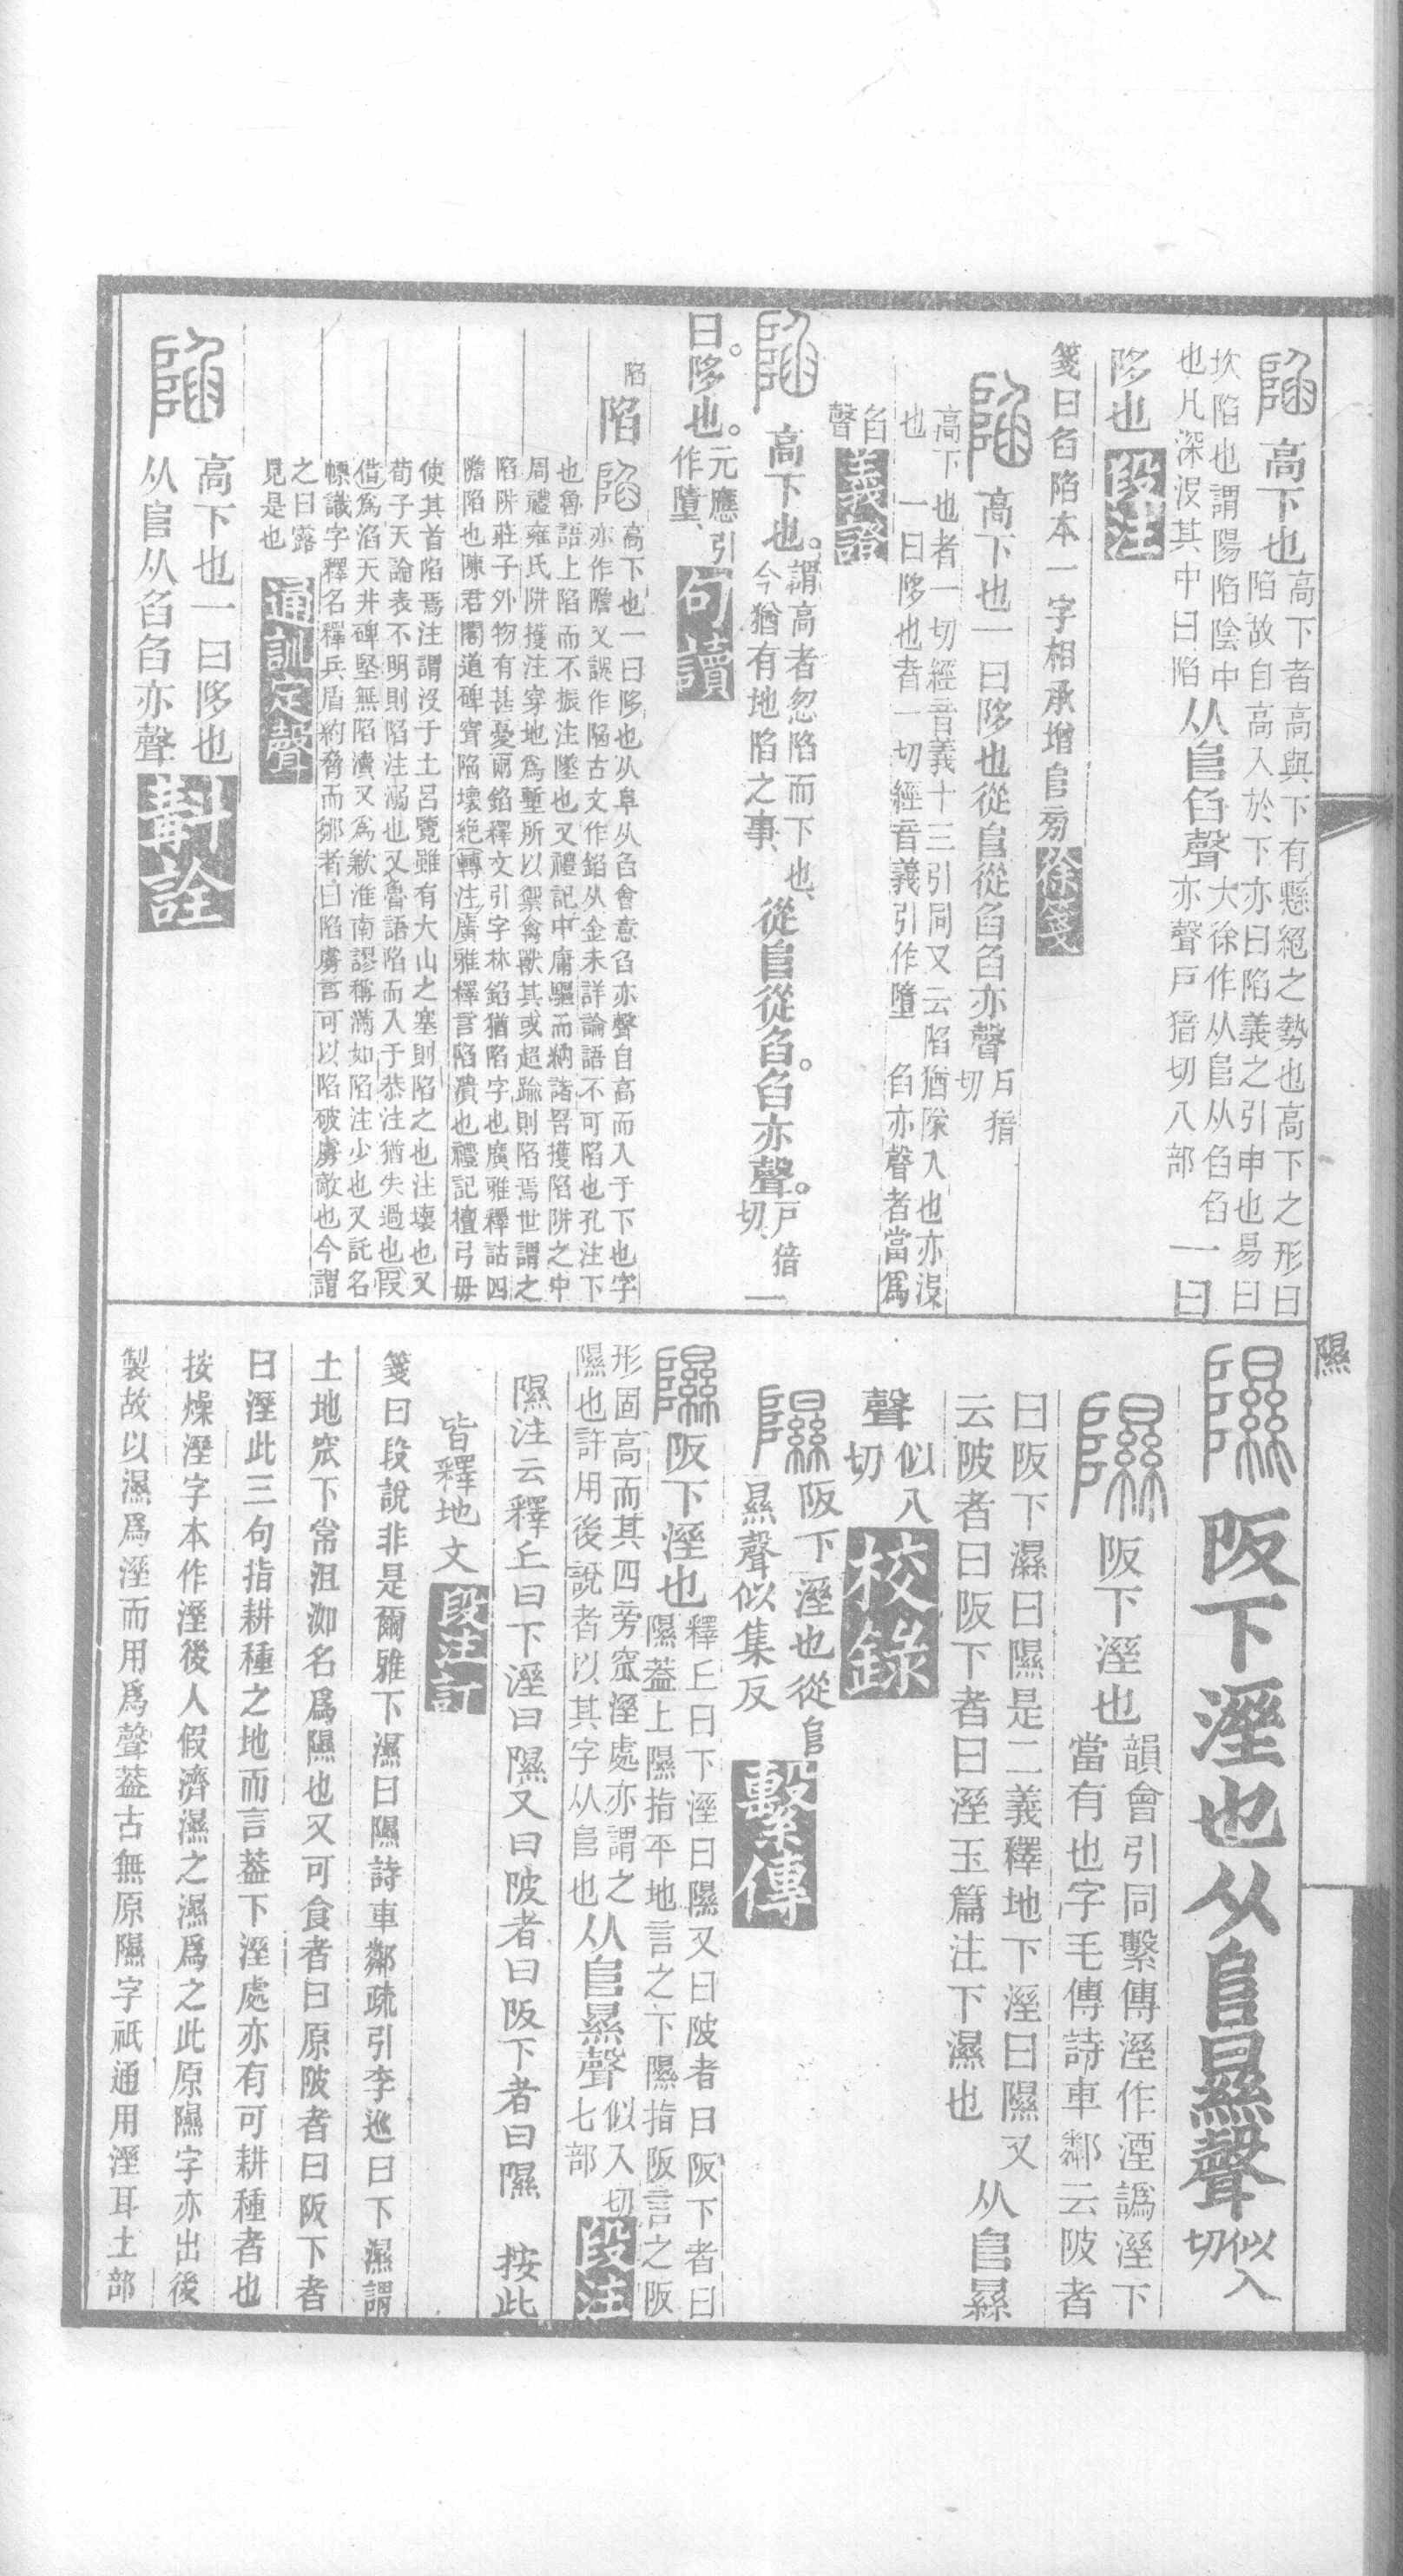 陷高下也
高下者高與下有縣絕之勢也高下之形曰
陷故自高入於下亦曰陷義之引申也易曰
坎陷也謂陽陷陰中
也凡深沒其中曰陷
从𨸏臽聲
大徐作从𨸏从臽臽
亦聲戶猪切八部
一曰
陊也
段注
箋曰臽陷本一字相承增𨸏旁
徐箋
陷高下也一曰陊也從𨸏從臽臽亦聲
戶猪
切
高下也者一切經音義十三引同又云陷猶墜入也亦沒
也 一曰陊也者一切經音義引作墮 臽亦聲者當爲
臽
聲
義證
陷高下也。
謂高者忽陷而下也、
今猶有地陷之事、
從𨸏從臽。臽亦聲。
戶猪
切、
一
曰。陊也。
元應引
作墮、
句讀
陷
陷
陷
高下也一曰陊也从阜从臽會意臽亦聲自高而入于下也字
亦作䧟又誤作陥古文作錎从金未詳論語不可陷也孔注下
也魯語上陷而不振注墜也又禮記中庸驅而納諸罟擭陷阱之中
周禮雍氏阱擭注穿地爲塹所以禦禽獸其或超踰則陷焉世謂之
陷阱莊子外物有甚憂兩錎釋文引字林錎猶陷字也廣雅釋詁四
䧟陷也陳君閣道碑窅陷壞絕轉注廣雅釋言陷潰也禮記檀弓毋
使其首陷焉注謂沒于土呂覽雖有大山之塞則陷之也注壞也又
荀子天論表不明則陷注溺也又魯語陷而入于恭注猶失過也假
借爲滔天井碑堅無陷瀆又爲歉淮南謬稱滿如陷注少也又託名
幖識字釋名釋兵盾約脅而鄒者曰陷虜言可以陷破虜敵也今謂
之曰露
見是也
通訓定聲
陷
高下也一曰陊也
从𨸏从臽臽亦聲
斠詮
隰
隰阪下溼也从𨸏㬎聲
似入
切
隰阪下溼也
韻會引同繫傳溼作湮譌溼下
當有也字毛傳詩車鄰云陂者
曰阪下濕曰隰是二義釋地下溼曰隰又
云陂者曰阪下者曰溼玉篇注下濕也
从𨸏㬎
聲
似入
切
校錄
隰
阪下溼也從𨸏
㬎聲似集反
繫傳
隰阪下溼也
釋丘曰下溼曰隰又曰陂者曰阪下者曰
隰葢上隰指平地言之下隰指阪言之阪
形固高而其四旁窊溼處亦謂之
隰也許用後說者以其字从𨸏也
从𨸏㬎聲
似入切
七部
段注
隰注云釋丘曰下溼曰隰又曰陂者曰阪下者曰隰 按此
皆釋地文
段注訂
箋曰段說非是爾雅下濕曰隰詩車鄰疏引李巡曰下濕謂
土地窊下常沮洳名爲隰也又可食者曰原陂者曰阪下者
曰溼此三句指耕種之地而言葢下溼處亦有可耕種者也
按燥溼字本作溼後人假濟濕之濕爲之此原隰字亦出後
製故以濕爲溼而用爲聲葢古無原隰字祇通用溼耳土部